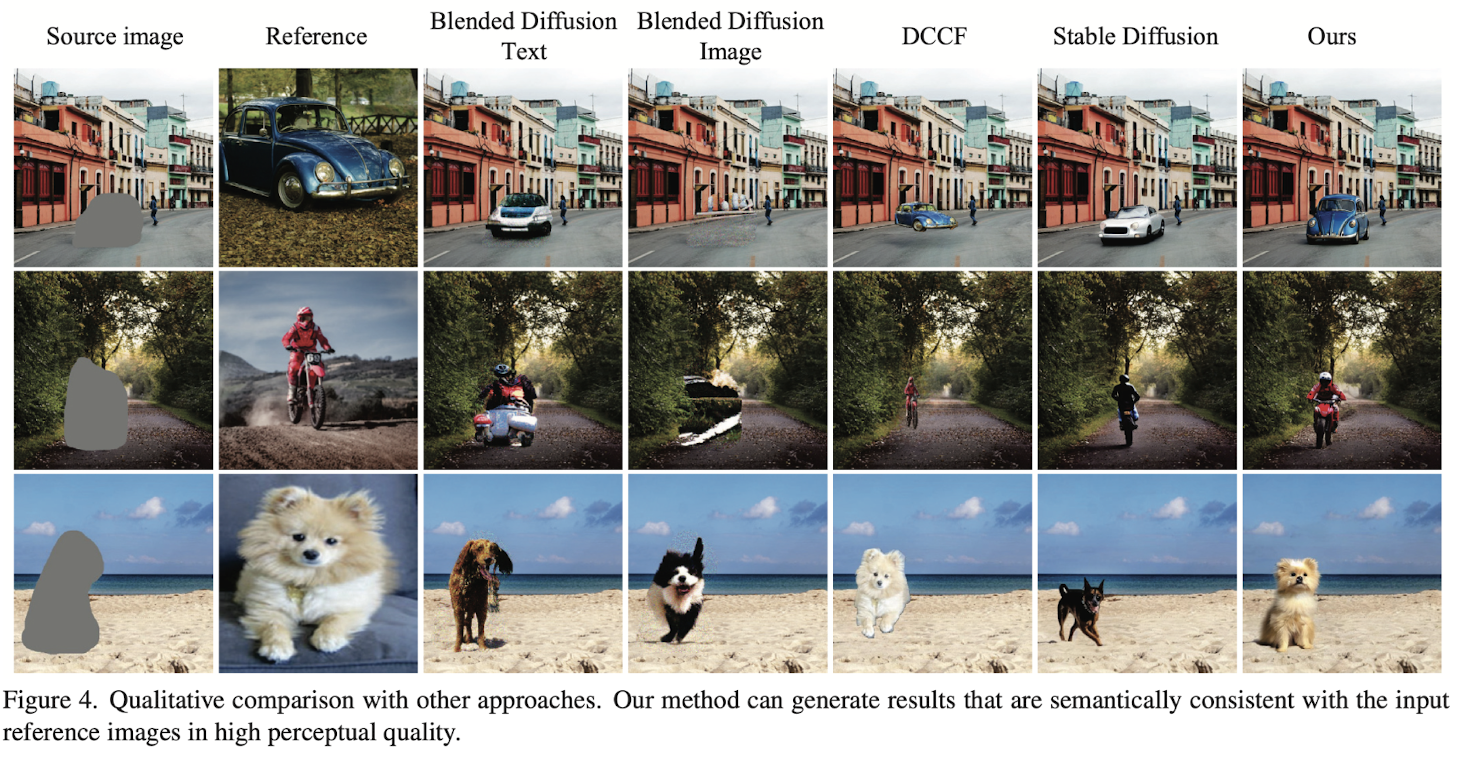 Source image
Reference
Blended Diffusion
Text
Blended Diffusion
Image
DCCF
Stable Diffusion
Ours
Figure 4. Qualitative comparison with other approaches. Our method can generate results that are semantically consistent with the input
reference images in high perceptual quality.